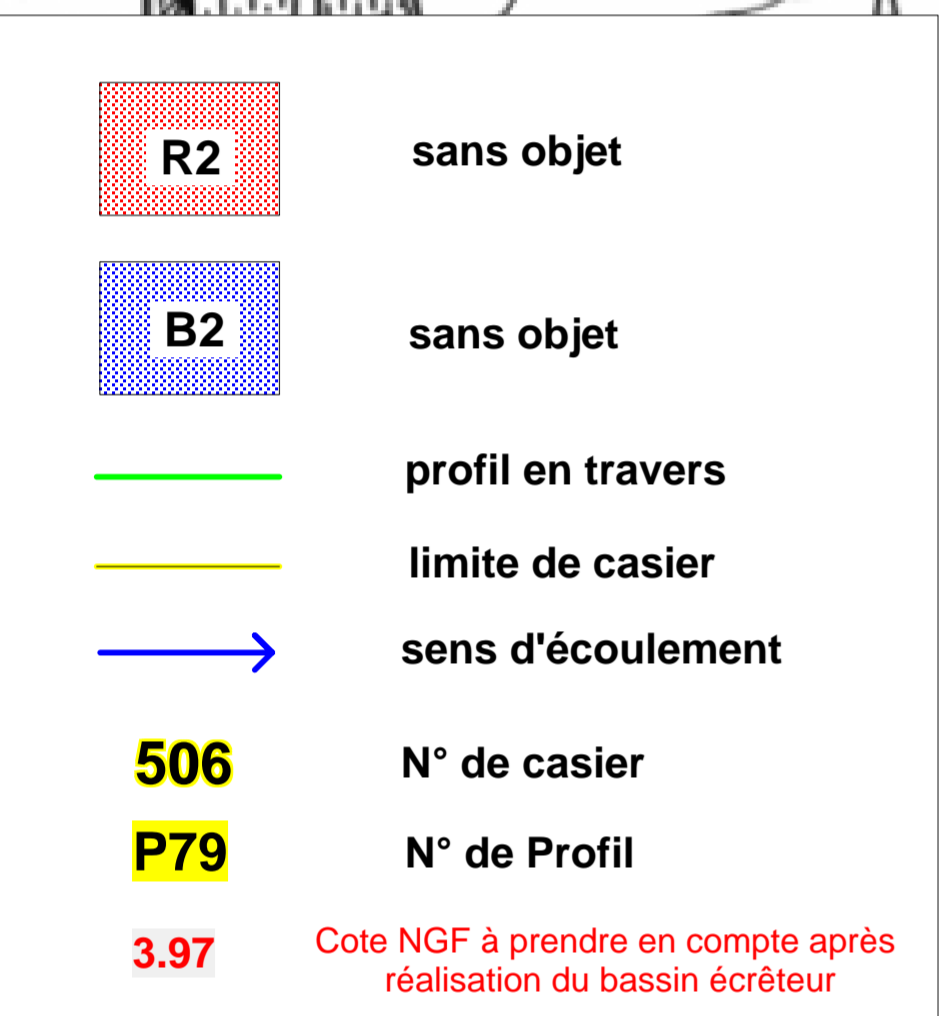 R2 sans objet
B2 sans objet
profil en travers
limite de casier
sens d'écoulement
506 N° de casier
P79 N° de Profil
3.97 Cote NGF à prendre en compte après
réalisation du bassin écrêteur